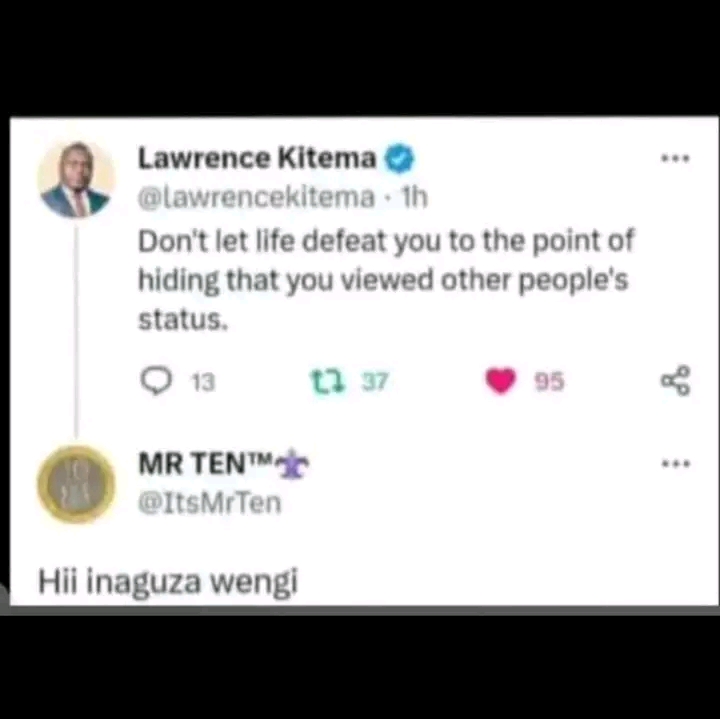 Lawrence Kitema
@lawrencekitema · 1h
Don't let life defeat you to the point of
hiding that you viewed other people's
status.
13 37 95
MR TEN™
@ItsMrTen
Hii inaguza wengi